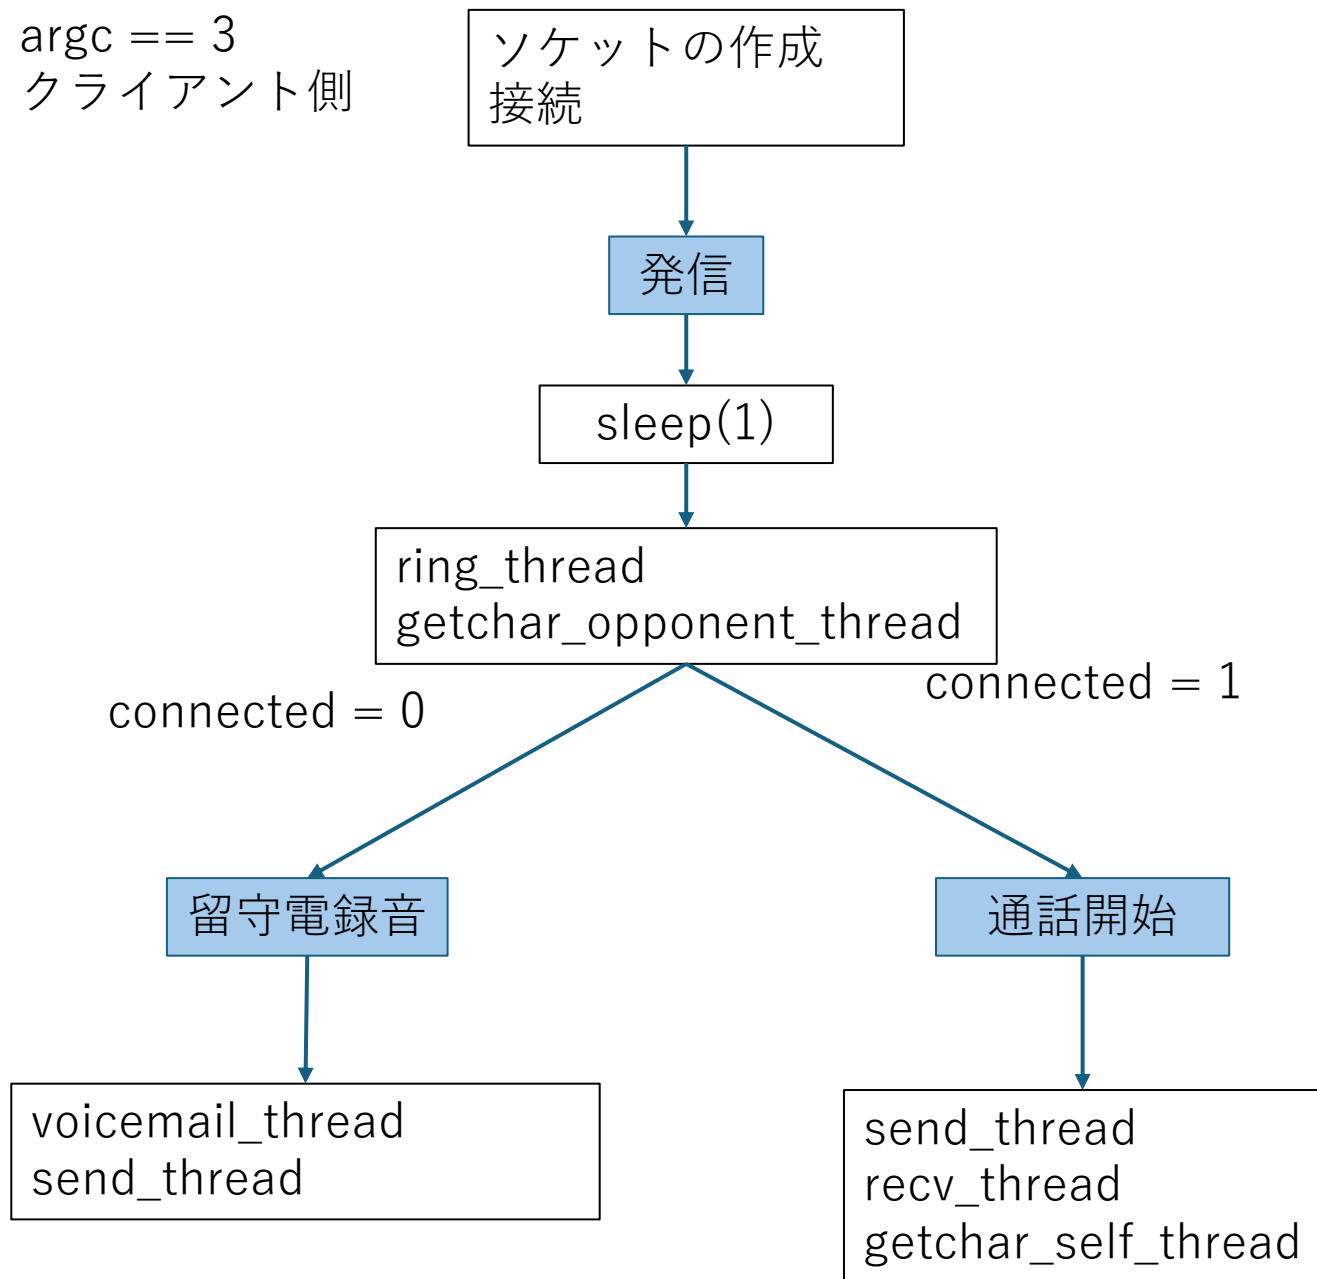 argc == 3
クライアント側
ソケットの作成
接続
発信
sleep(1)
ring_thread
getchar_opponent_thread
connected = 0
connected = 1
留守電録音
通話開始
voicemail_thread
send_thread
send_thread
recv_thread
getchar_self_thread